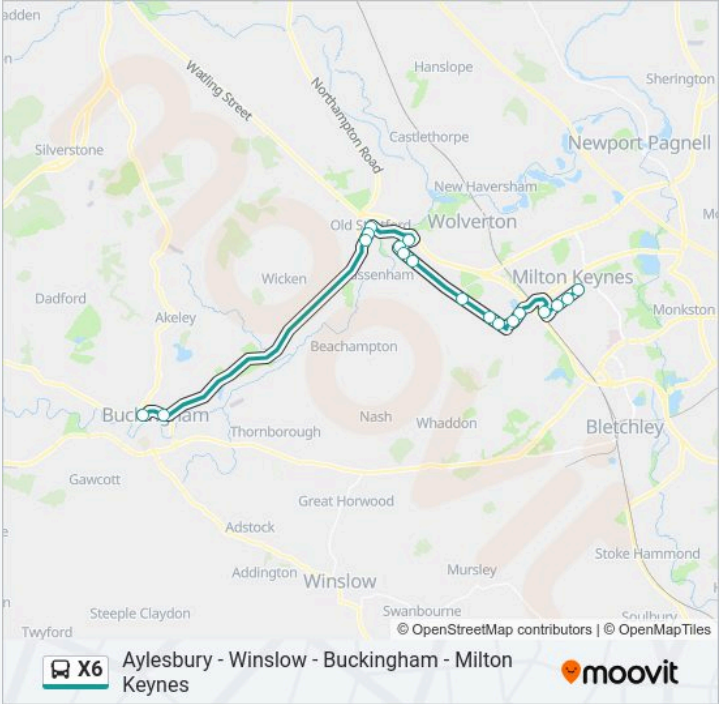 adden
Hanslope
Sherington
Watling Street
Northampton Road
Castlethorpe
Newport Pagnell
Silverstone
New Haversham
Old Stratford
Wolverton
Wicken
assenham
Milton Keynes
Dadford
Akeley
Monkston
Beachampton
Buckingham
Nash
Whaddon
Bletchley
Thornborough
Gawcott
Great Horwood
Adstock
Stoke Hammond
Addington
Winslow
Mursley
Steeple Claydon
Swanbourne
Soulbury
Twyford
© OpenStreetMap contributors | © OpenMapTiles
X6
Aylesbury - Winslow - Buckingham - Milton
Keynes
moovit